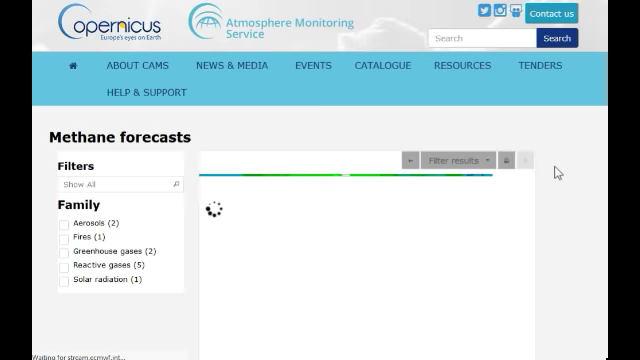 Copernicus
Europe's eyes on Earth
Atmosphere Monitoring
Service
Contact us
Search
Search
ABOUT CAMS
NEWS & MEDIA
EVENTS
CATALOGUE
RESOURCES
TENDERS
HELP & SUPPORT
Methane forecasts
Filter results
Filters
Show All
Family
Aerosols (2)
Fires (1)
Greenhouse gases (2)
Reactive gases (5)
Solar radiation (1)
Waiting for stream.ecmwf.int...